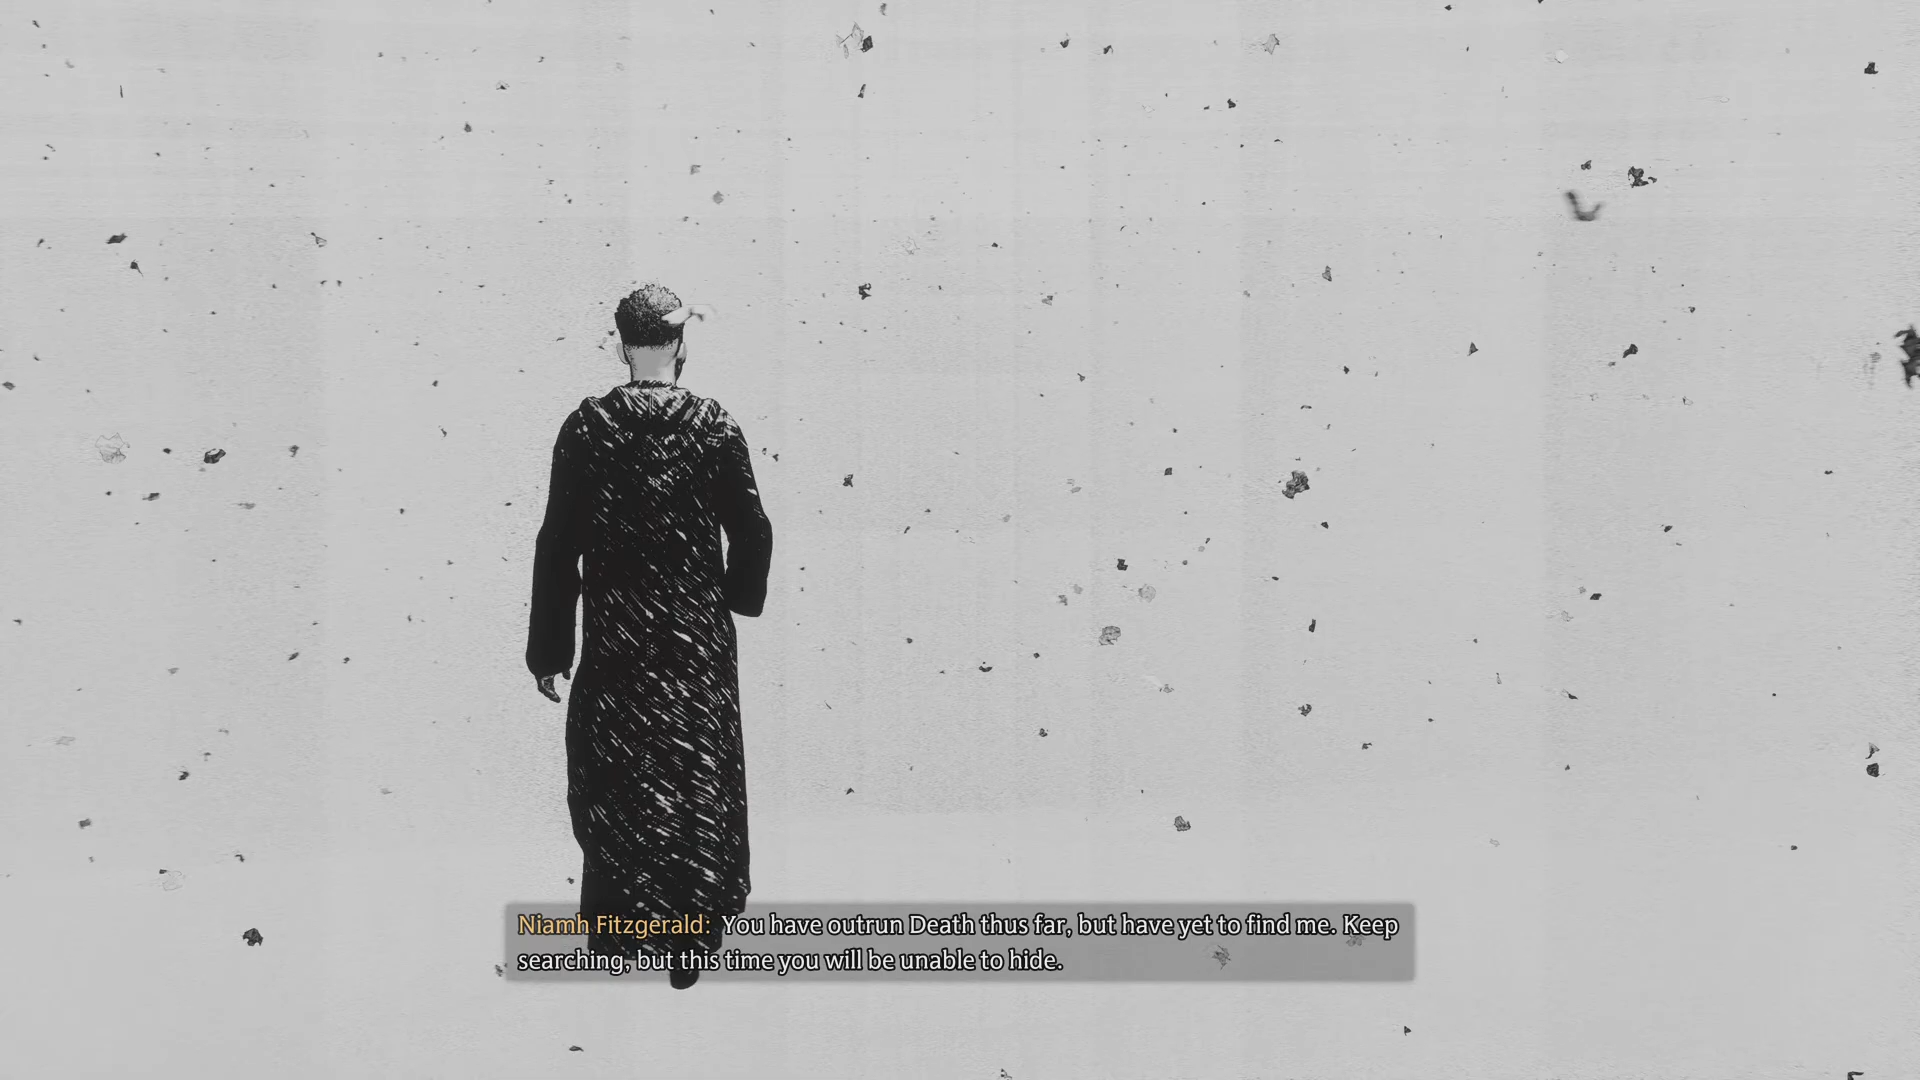 Niamh Fitzgerald: You have outrun Death thus far, but have yet to find me. Keep
searching, but this time you will be unable to hide.